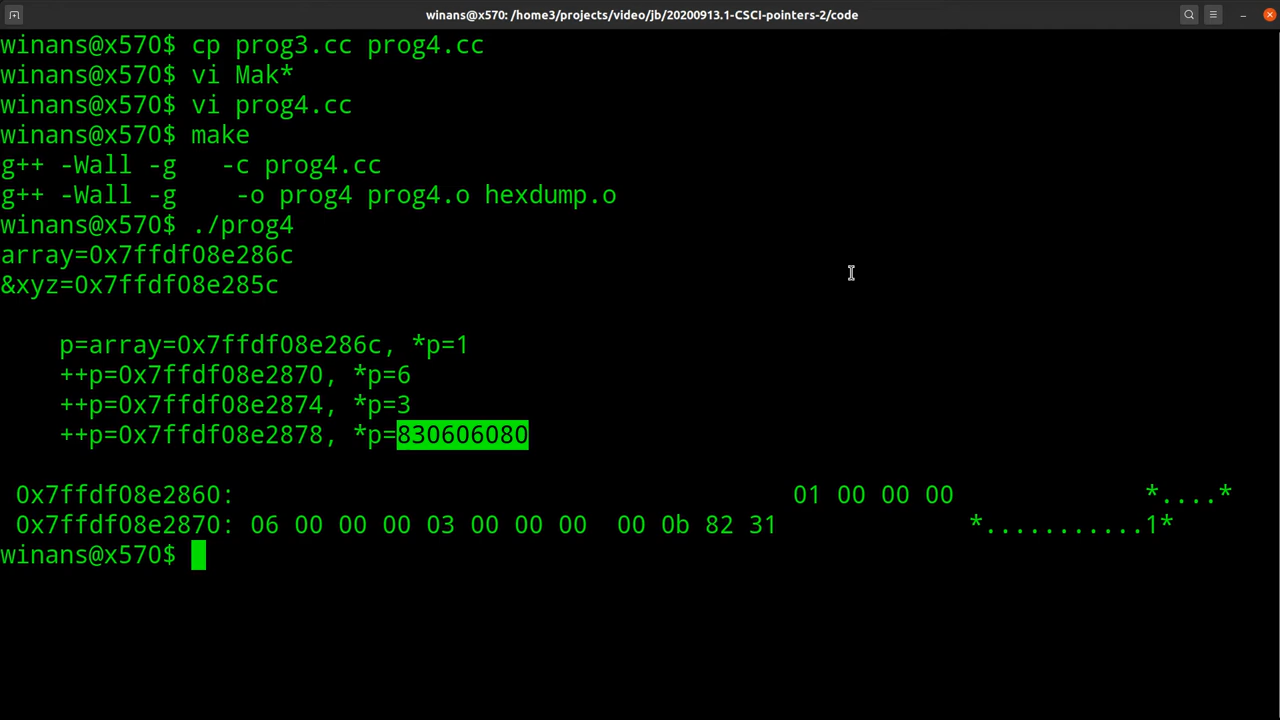 winans@x570: /home3/projects/video/jb/20200913.1-CSCI-pointers-2/code
winans@x570$ cp prog3.cc prog4.cc
winans@x570$ vi Mak*
winans@x570$ vi prog4.cc
winans@x570$ make
g++ -Wall -g   -c prog4.cc
g++ -Wall -g    -o prog4 prog4.o hexdump.o
winans@x570$ ./prog4
array=0x7ffdf08e286c
&xyz=0x7ffdf08e285c
    p=array=0x7ffdf08e286c, *p=1
    ++p=0x7ffdf08e2870, *p=6
    ++p=0x7ffdf08e2874, *p=3
    ++p=0x7ffdf08e2878, *p=830606080
 0x7ffdf08e2860:                                      01 00 00 00             *....*
 0x7ffdf08e2870: 06 00 00 00 03 00 00 00  00 0b 82 31             *...........1*
winans@x570$